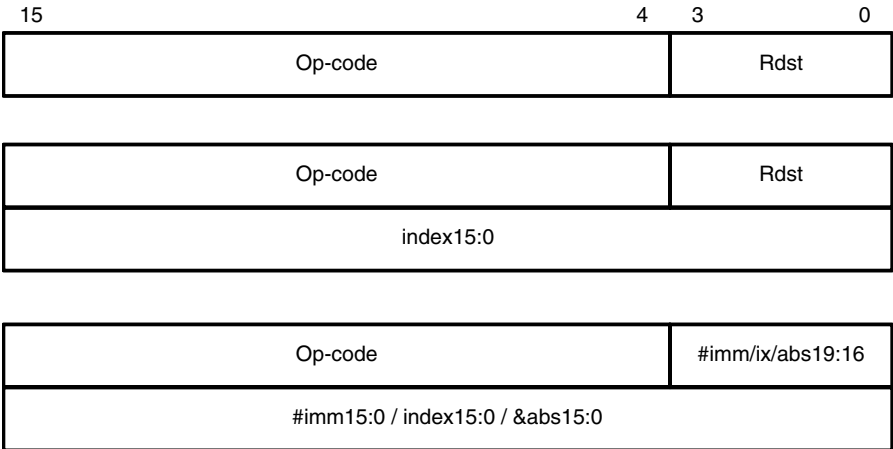 15 4 3 0
Op-code Rdst
Op-code Rdst
index15:0
Op-code #imm/ix/abs19:16
#imm15:0 / index15:0 / &abs15:0